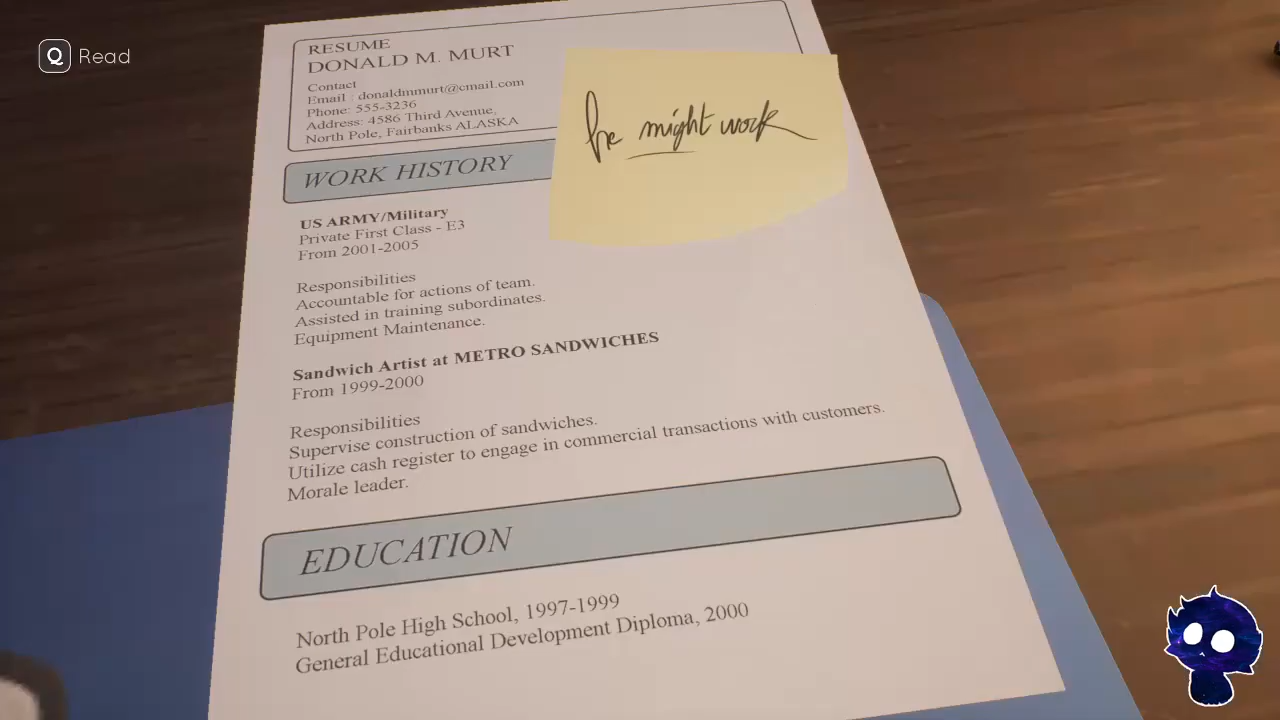 Q Read
RESUME
DONALD M. MURT
Contact
Email : donaldmmurt@cmail.com
Phone: 555-3236
Address: 4586 Third Avenue,
North Pole, Fairbanks ALASKA
he might work
WORK HISTORY
US ARMY/Military
Private First Class - E3
From 2001-2005
Responsibilities
Accountable for actions of team.
Assisted in training subordinates.
Equipment Maintenance.
Sandwich Artist at METRO SANDWICHES
From 1999-2000
Responsibilities
Supervise construction of sandwiches.
Utilize cash register to engage in commercial transactions with customers.
Morale leader.
EDUCATION
North Pole High School, 1997-1999
General Educational Development Diploma, 2000